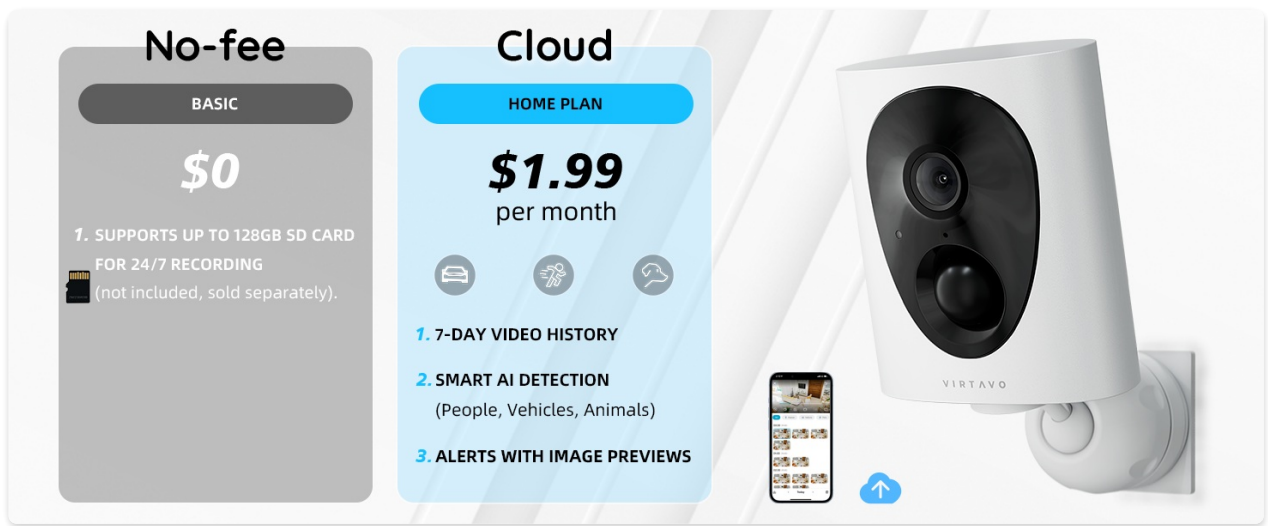 No-fee
BASIC
$0
1. SUPPORTS UP TO 128GB SD CARD
FOR 24/7 RECORDING
(not included, sold separately).
Cloud
HOME PLAN
$1.99
per month
1. 7-DAY VIDEO HISTORY
2. SMART AI DETECTION
(People, Vehicles, Animals)
3. ALERTS WITH IMAGE PREVIEWS
VIRTAVO